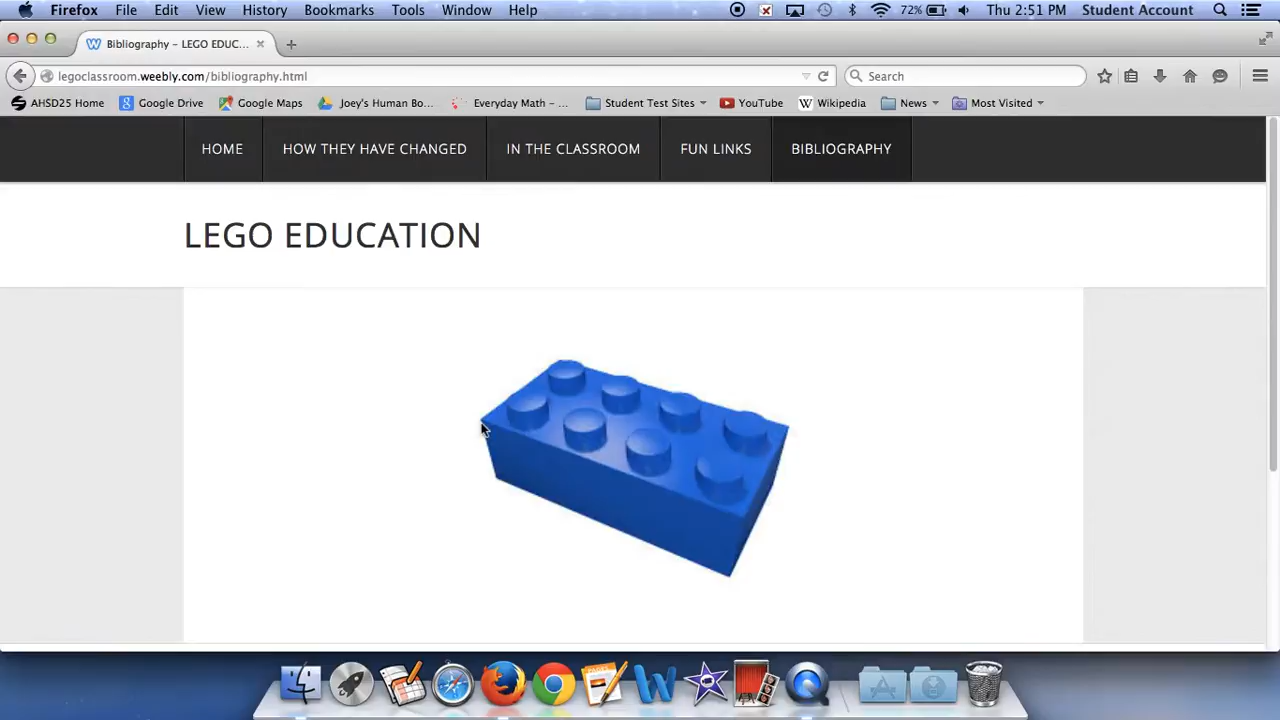 Firefox File Edit View History Bookmarks Tools Window Help 72% Thu 2:51 PM Student Account
Bibliography – LEGO EDUC...
legoclassroom.weebly.com/bibliography.html Search
AHSD25 Home Google Drive Google Maps Joey's Human Bo... Everyday Math – ... Student Test Sites YouTube Wikipedia News Most Visited
HOME HOW THEY HAVE CHANGED IN THE CLASSROOM FUN LINKS BIBLIOGRAPHY
LEGO EDUCATION